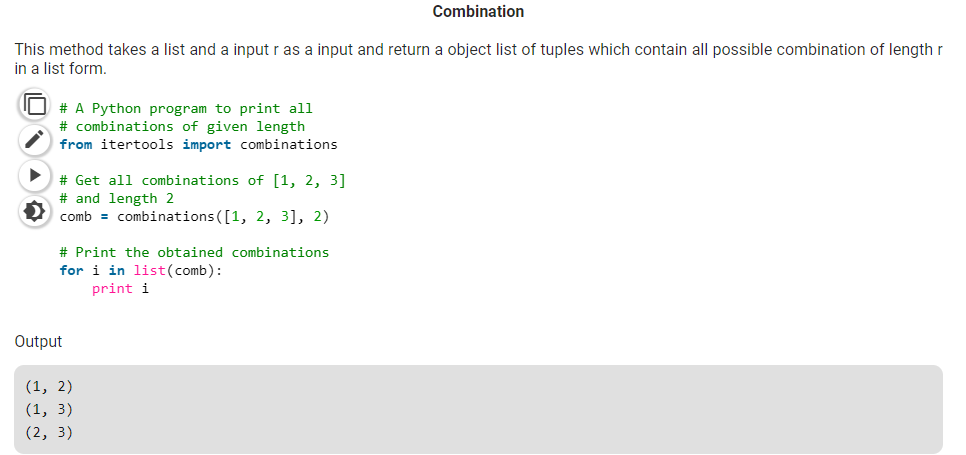 Combination
This method takes a list and a input r as a input and return a object list of tuples which contain all possible combination of length r
in a list form.
# A Python program to print all
# combinations of given length
from itertools import combinations
# Get all combinations of [1, 2, 3]
# and length 2
comb = combinations([1, 2, 3], 2)
# Print the obtained combinations
for i in list(comb):
    print i
Output
(1, 2)
(1, 3)
(2, 3)